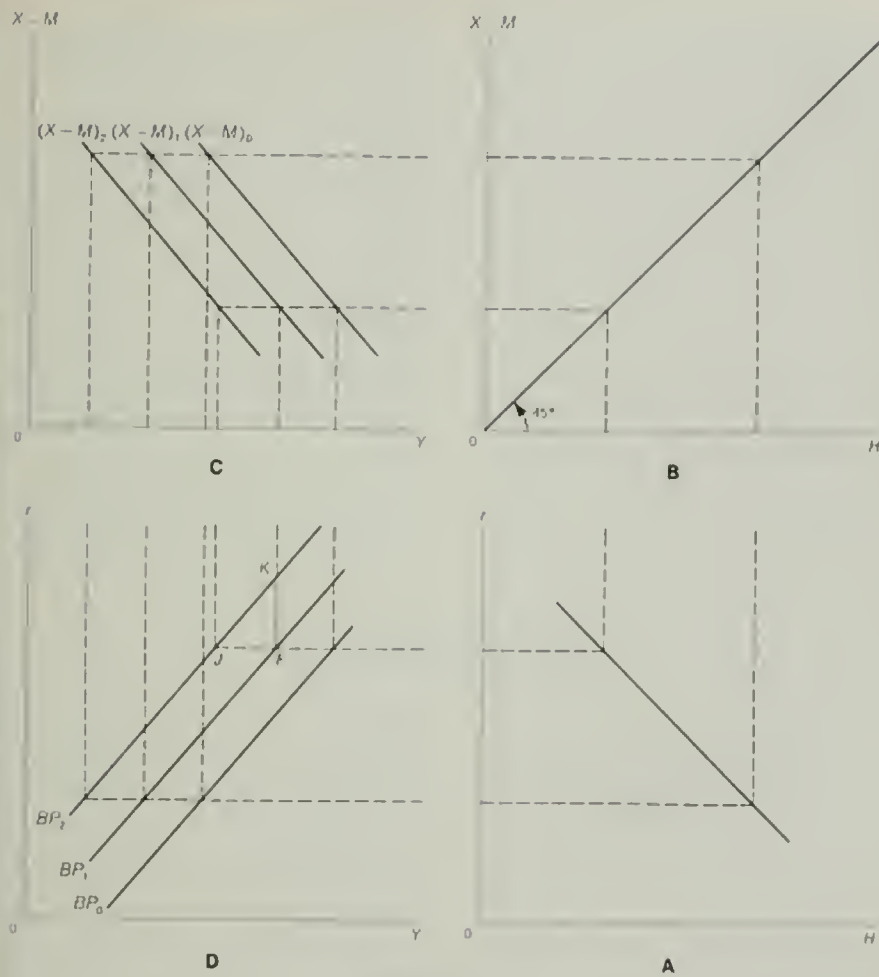 X – M
X – M
(X – M)₂ (X – M)₁ (X – M)₀
45°
0
Y
0
H
C
B
r
r
K
J
F
BP₂
BP₁
BP₀
0
Y
0
H
D
A